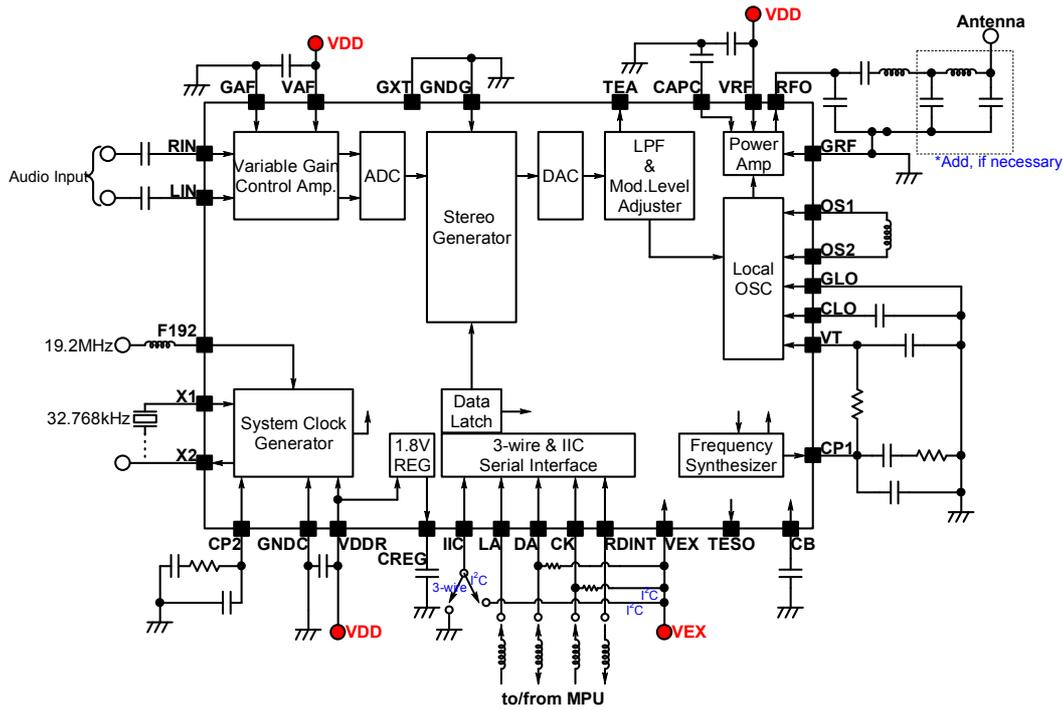 VDD
VDD
Antenna
GAF
VAF
GXT
GNDG
TEA
CAPC
VRF
RFO
RIN
Audio Input
LIN
Variable Gain
Control Amp.
ADC
Stereo
Generator
DAC
LPF
&
Mod.Level
Adjuster
Power
Amp
GRF
*Add, if necessary
OS1
OS2
Local
OSC
GLO
CLO
VT
F192
19.2MHz
X1
32.768kHz
X2
System Clock
Generator
Data
Latch
1.8V
REG
3-wire & IIC
Serial Interface
Frequency
Synthesizer
CP1
CP2
GNDC
VDDR
CREG
IIC
LA
DA
CK
RDINT
VEX
TESO
CB
3-wire
I²C
I²C
I²C
VDD
VEX
to/from MPU